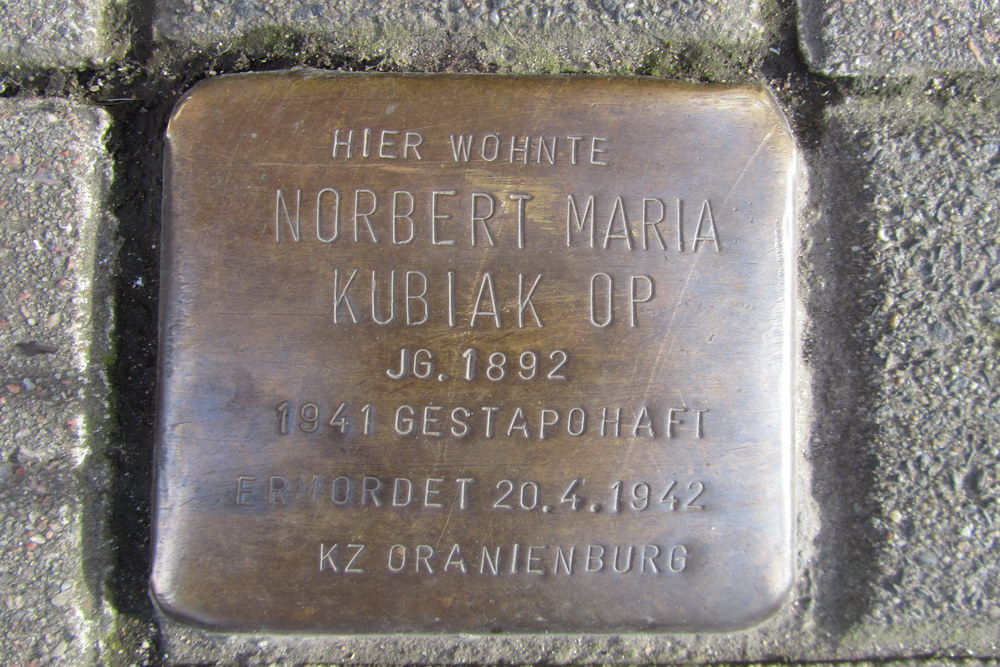 HIER WOHNTE
NORBERT MARIA
KUBIAK OP
JG. 1892
1941 GESTAPOHAFT
ERMORDET 20.4.1942
KZ ORANIENBURG